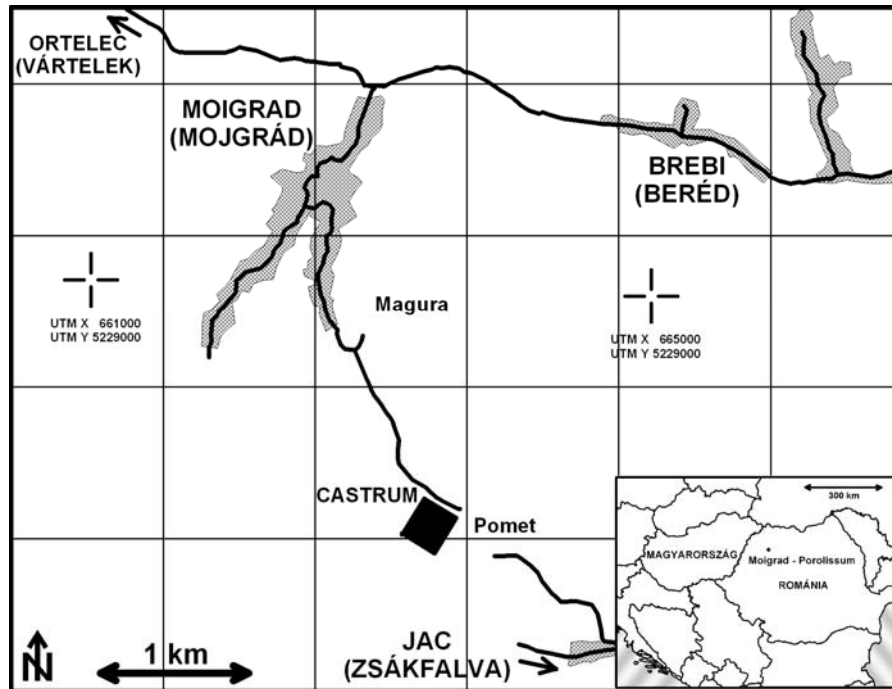 ORTELEC
(VÁRTELEK)
MOIGRAD
(MOJGRÁD)
BREBI
(BERÉD)
UTM X 661000
UTM Y 5229000
Magura
UTM X 665000
UTM Y 5229000
CASTRUM
Pomet
JAC
(ZSÁKFALVA)
N
1 km
300 km
MAGYARORSZÁG
Moigrad - Porolissum
ROMÁNIA